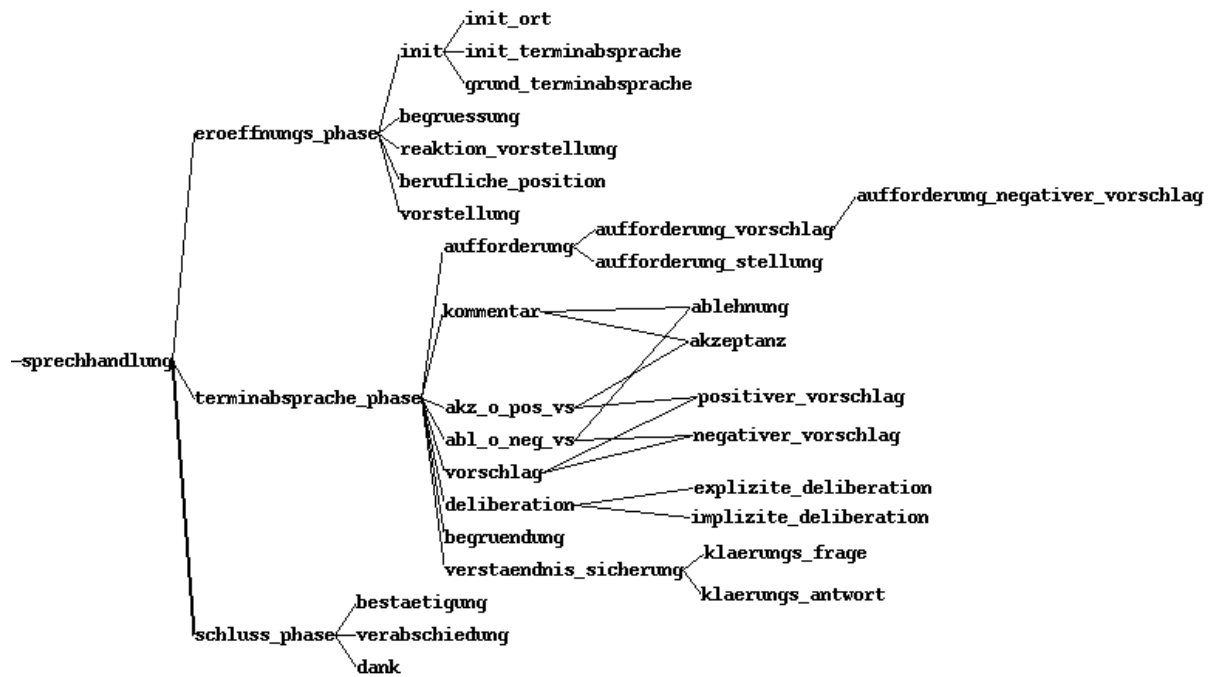 init_ort
init
init_terminabsprache
grund_terminabsprache
begruessung
eroeffnungs_phase
reaktion_vorstellung
berufliche_position
aufforderung_negativer_vorschlag
vorstellung
aufforderung_vorschlag
aufforderung
aufforderung_stellung
kommentar
ablehnung
akzeptanz
-sprechhandlung
terminabsprache_phase
akz_o_pos_vs
positiver_vorschlag
abl_o_neg_vs
negativer_vorschlag
vorschlag
explizite_deliberation
deliberation
implizite_deliberation
begruendung
klaerungs_frage
verstaendnis_sicherung
klaerungs_antwort
bestaetigung
schluss_phase
verabschiedung
dank